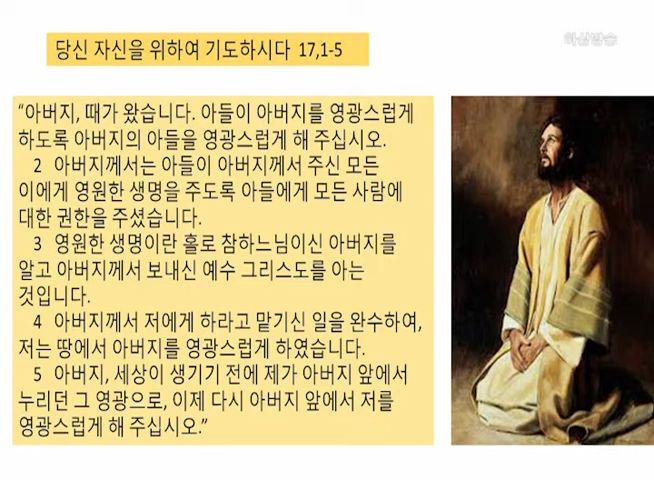 당신 자신을 위하여 기도하시다 17,1-5
하상방송
“아버지, 때가 왔습니다. 아들이 아버지를 영광스럽게
하도록 아버지의 아들을 영광스럽게 해 주십시오.
2 아버지께서는 아들이 아버지께서 주신 모든
이에게 영원한 생명을 주도록 아들에게 모든 사람에
대한 권한을 주셨습니다.
3 영원한 생명이란 홀로 참하느님이신 아버지를
알고 아버지께서 보내신 예수 그리스도를 아는
것입니다.
4 아버지께서 저에게 하라고 맡기신 일을 완수하여,
저는 땅에서 아버지를 영광스럽게 하였습니다.
5 아버지, 세상이 생기기 전에 제가 아버지 앞에서
누리던 그 영광으로, 이제 다시 아버지 앞에서 저를
영광스럽게 해 주십시오.”